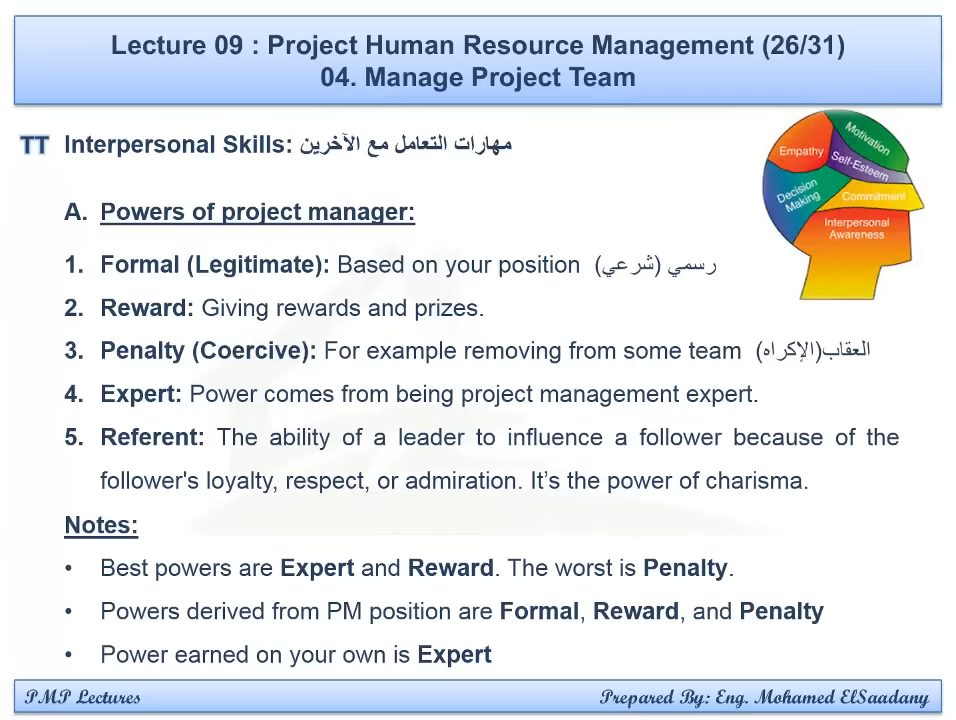 Lecture 09 : Project Human Resource Management (26/31)
04. Manage Project Team
TT Interpersonal Skills: مهارات التعامل مع الآخرين
Empathy
Motivation
Self-Esteem
Decision
Making
Commitment
Interpersonal
Awareness
A. Powers of project manager:
1. Formal (Legitimate): Based on your position رسمي (شرعي)
2. Reward: Giving rewards and prizes.
3. Penalty (Coercive): For example removing from some team العقاب(الإكراه)
4. Expert: Power comes from being project management expert.
5. Referent: The ability of a leader to influence a follower because of the
follower's loyalty, respect, or admiration. It’s the power of charisma.
Notes:
• Best powers are Expert and Reward. The worst is Penalty.
• Powers derived from PM position are Formal, Reward, and Penalty
• Power earned on your own is Expert
PMP Lectures
Prepared By: Eng. Mohamed ElSaadany